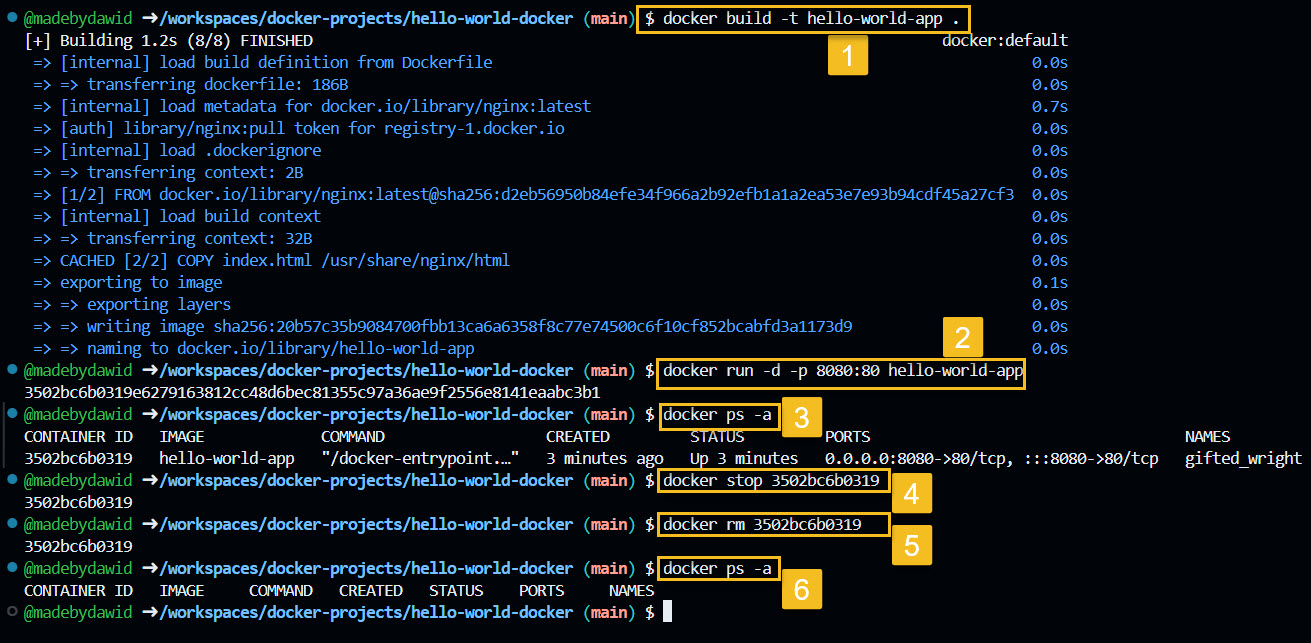 @madebydawid ➜/workspaces/docker-projects/hello-world-docker (main) $ docker build -t hello-world-app .
1
[+] Building 1.2s (8/8) FINISHED docker:default
=> [internal] load build definition from Dockerfile 0.0s
=> => transferring dockerfile: 186B 0.0s
=> [internal] load metadata for docker.io/library/nginx:latest 0.7s
=> [auth] library/nginx:pull token for registry-1.docker.io 0.0s
=> [internal] load .dockerignore 0.0s
=> => transferring context: 2B 0.0s
=> [1/2] FROM docker.io/library/nginx:latest@sha256:d2eb56950b84efe34f966a2b92efb1a1a2ea53e7e93b94cdf45a27cf3 0.0s
=> [internal] load build context 0.0s
=> => transferring context: 32B 0.0s
=> CACHED [2/2] COPY index.html /usr/share/nginx/html 0.0s
=> exporting to image 0.1s
=> => exporting layers 0.0s
=> => writing image sha256:20b57c35b9084700fbb13ca6a6358f8c77e74500c6f10cf852bcabfd3a1173d9 0.0s
=> => naming to docker.io/library/hello-world-app 0.0s
2
@madebydawid ➜/workspaces/docker-projects/hello-world-docker (main) $ docker run -d -p 8080:80 hello-world-app
3502bc6b0319e6279163812cc48d6bec81355c97a36ae9f2556e8141eaabc3b1
@madebydawid ➜/workspaces/docker-projects/hello-world-docker (main) $ docker ps -a
3
CONTAINER ID IMAGE COMMAND CREATED STATUS PORTS NAMES
3502bc6b0319 hello-world-app "/docker-entrypoint.…" 3 minutes ago Up 3 minutes 0.0.0.0:8080->80/tcp, :::8080->80/tcp gifted_wright
@madebydawid ➜/workspaces/docker-projects/hello-world-docker (main) $ docker stop 3502bc6b0319
4
3502bc6b0319
@madebydawid ➜/workspaces/docker-projects/hello-world-docker (main) $ docker rm 3502bc6b0319
5
3502bc6b0319
@madebydawid ➜/workspaces/docker-projects/hello-world-docker (main) $ docker ps -a
6
CONTAINER ID IMAGE COMMAND CREATED STATUS PORTS NAMES
@madebydawid ➜/workspaces/docker-projects/hello-world-docker (main) $